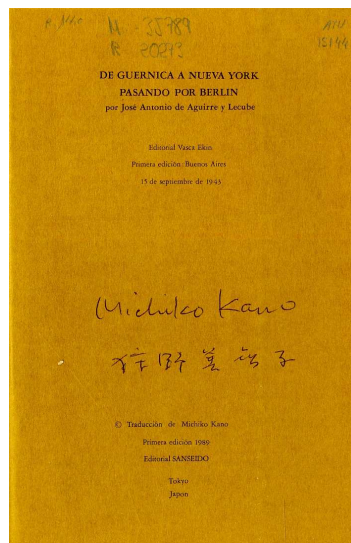 N - 35989
R - 20273
DE GUERNICA A NUEVA YORK
PASANDO POR BERLIN
por José Antonio de Aguirre y Lecube
Editorial Vasca Ekin
Primera edición: Buenos Aires
15 de septiembre de 1943
Michiko Kano
狩野美智子
© Traducción de Michiko Kano
Primera edición 1989
Editorial SANSEIDO
Tokyo
Japon